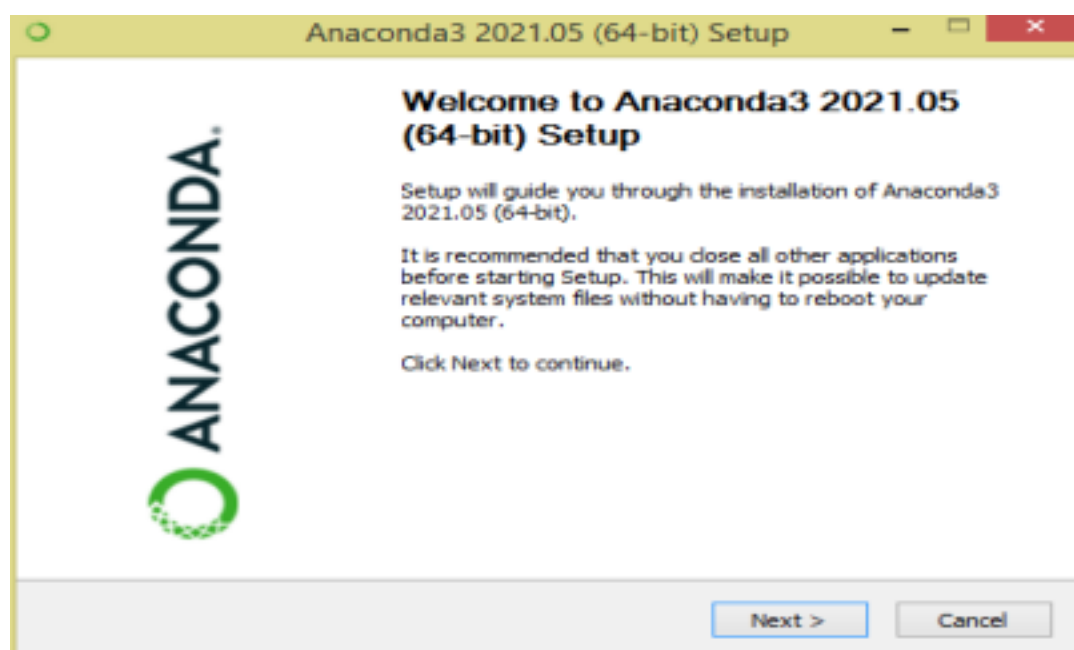 Anaconda3 2021.05 (64-bit) Setup
Welcome to Anaconda3 2021.05
(64-bit) Setup
ANACONDA.
Setup will guide you through the installation of Anaconda3
2021.05 (64-bit).
It is recommended that you close all other applications
before starting Setup. This will make it possible to update
relevant system files without having to reboot your
computer.
Click Next to continue.
Next >
Cancel